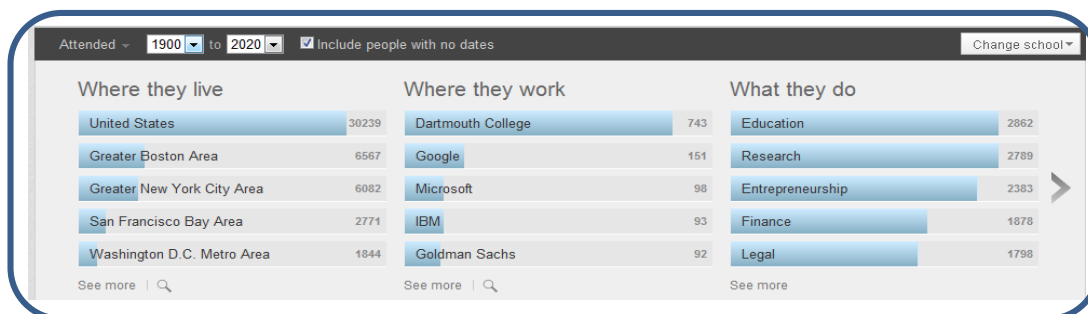 Attended 1900 to 2020 Include people with no dates Change school
Where they live
United States 30239
Greater Boston Area 6567
Greater New York City Area 6082
San Francisco Bay Area 2771
Washington D.C. Metro Area 1844
See more
Where they work
Dartmouth College 743
Google 151
Microsoft 98
IBM 93
Goldman Sachs 92
See more
What they do
Education 2862
Research 2789
Entrepreneurship 2383
Finance 1878
Legal 1798
See more